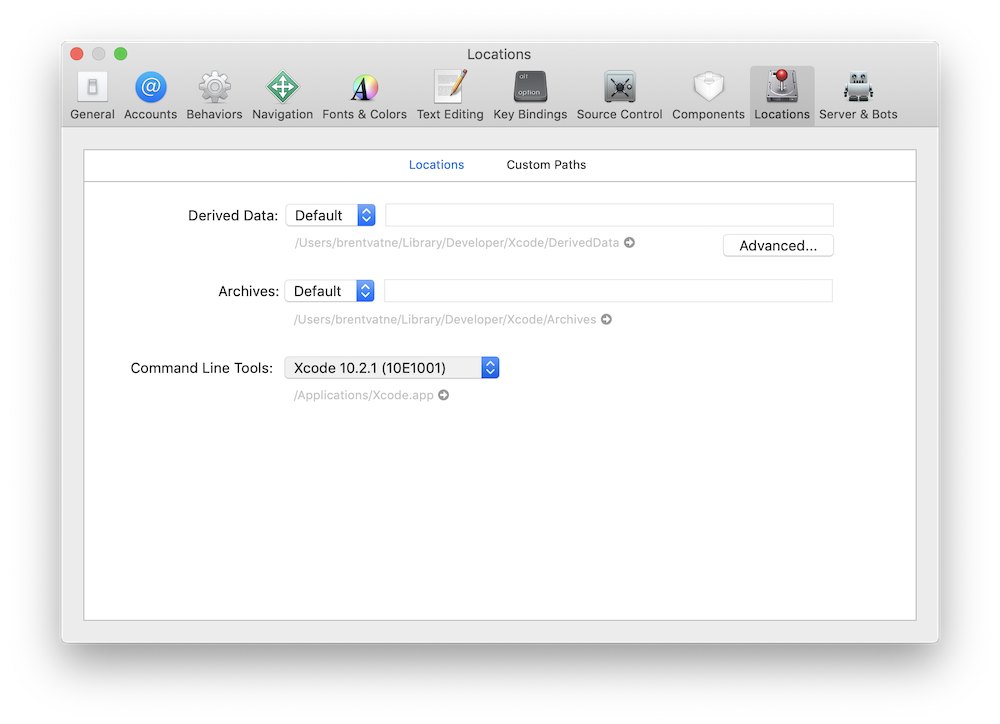 Locations
@
General Accounts Behaviors Navigation Fonts & Colors Text Editing Key Bindings Source Control Components Locations Server & Bots
A
alt
option
Locations Custom Paths
Derived Data: Default
/Users/brentvatne/Library/Developer/Xcode/DerivedData
Advanced...
Archives: Default
/Users/brentvatne/Library/Developer/Xcode/Archives
Command Line Tools: Xcode 10.2.1 (10E1001)
/Applications/Xcode.app